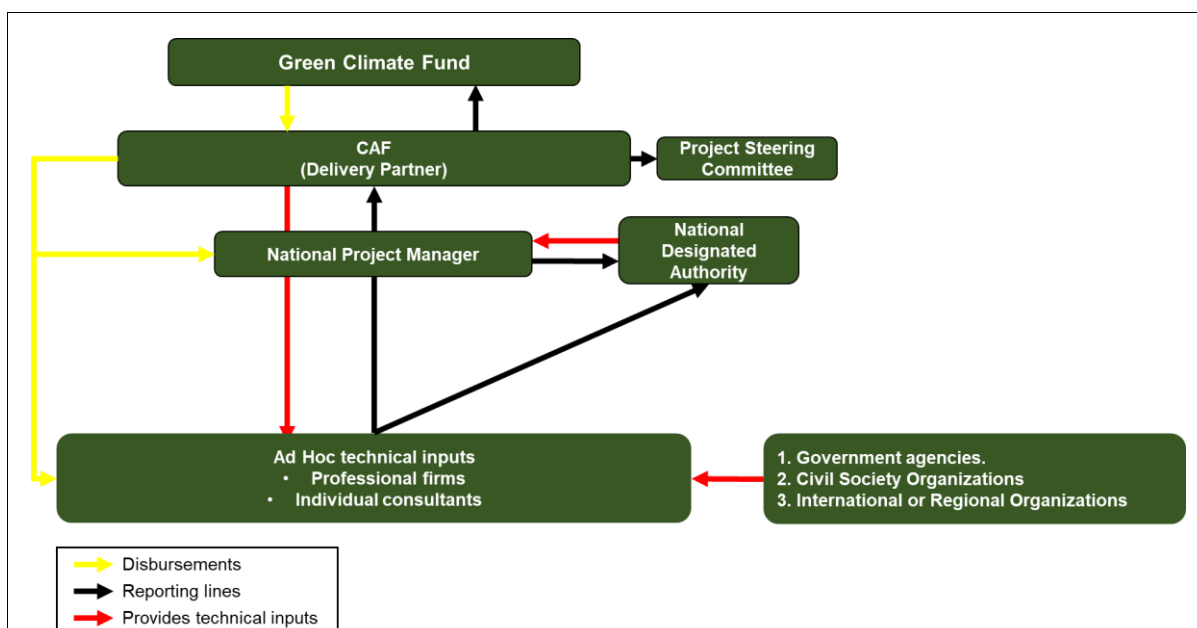 Green Climate Fund
CAF
(Delivery Partner)
Project Steering
Committee
National Project Manager
National
Designated
Authority
Ad Hoc technical inputs
• Professional firms
• Individual consultants
1. Government agencies.
2. Civil Society Organizations
3. International or Regional Organizations
Disbursements
Reporting lines
Provides technical inputs